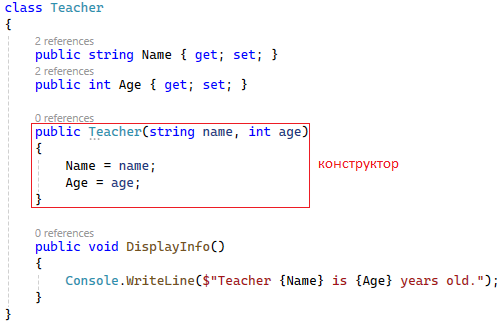 class Teacher
{
2 references
public string Name { get; set; }
2 references
public int Age { get; set; }
0 references
public Teacher(string name, int age)
{
Name = name;
Age = age;
}
конструктор
0 references
public void DisplayInfo()
{
Console.WriteLine($"Teacher {Name} is {Age} years old.");
}
}